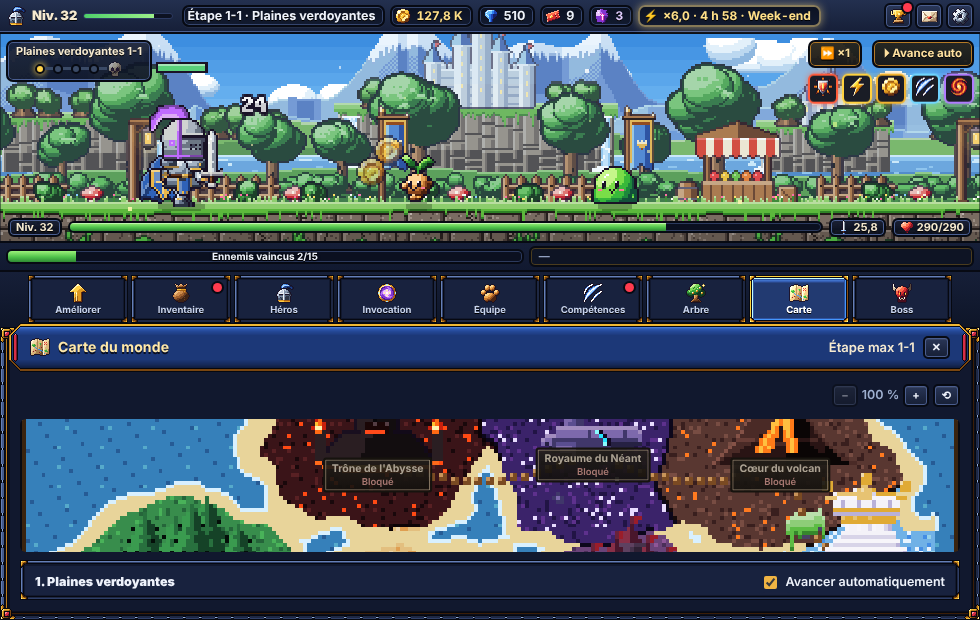 Niv. 32
Étape 1-1 · Plaines verdoyantes
127,8 K
510
9
3
×6,0 · 4 h 58 · Week-end
Plaines verdoyantes 1-1
×1
Avance auto
24
Niv. 32
25,8
290/290
Ennemis vaincus 2/15
—
Améliorer
Inventaire
Héros
Invocation
Equipe
Compétences
Arbre
Carte
Boss
Carte du monde
Étape max 1-1
×
−
100 %
+
Trône de l'Abysse
Bloqué
Royaume du Néant
Bloqué
Cœur du volcan
Bloqué
1. Plaines verdoyantes
Avancer automatiquement